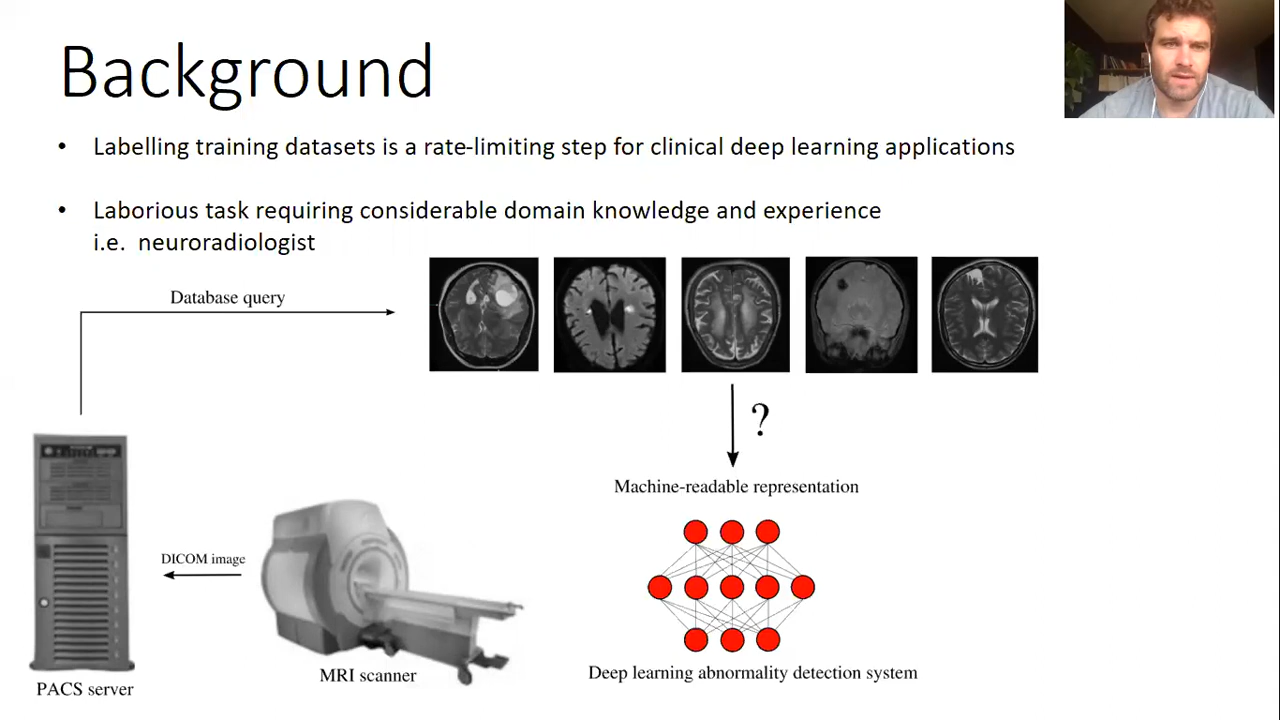 Background
• Labelling training datasets is a rate-limiting step for clinical deep learning applications
• Laborious task requiring considerable domain knowledge and experience
i.e. neuroradiologist
Database query
?
Machine-readable representation
DICOM image
MRI scanner
Deep learning abnormality detection system
PACS server